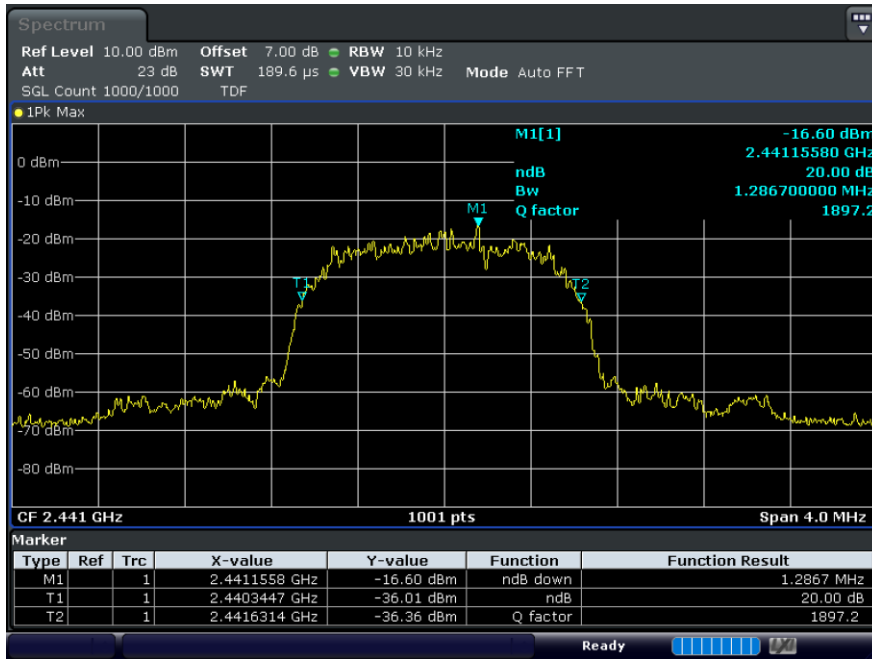 Spectrum
Ref Level 10.00 dBm Offset 7.00 dB RBW 10 kHz
Att 23 dB SWT 189.6 µs VBW 30 kHz Mode Auto FFT
SGL Count 1000/1000 TDF
1Pk Max
M1[1] -16.60 dBm
2.44115580 GHz
ndB 20.00 dB
Bw 1.286700000 MHz
Q factor 1897.2
0 dBm
-10 dBm
M1
-20 dBm
-30 dBm
T1 T2
-40 dBm
-50 dBm
-60 dBm
-70 dBm
-80 dBm
CF 2.441 GHz 1001 pts Span 4.0 MHz
Marker
Type Ref Trc X-value Y-value Function Function Result
M1 1 2.4411558 GHz -16.60 dBm ndB down 1.2867 MHz
T1 1 2.4403447 GHz -36.01 dBm ndB 20.00 dB
T2 1 2.4416314 GHz -36.36 dBm Q factor 1897.2
Ready